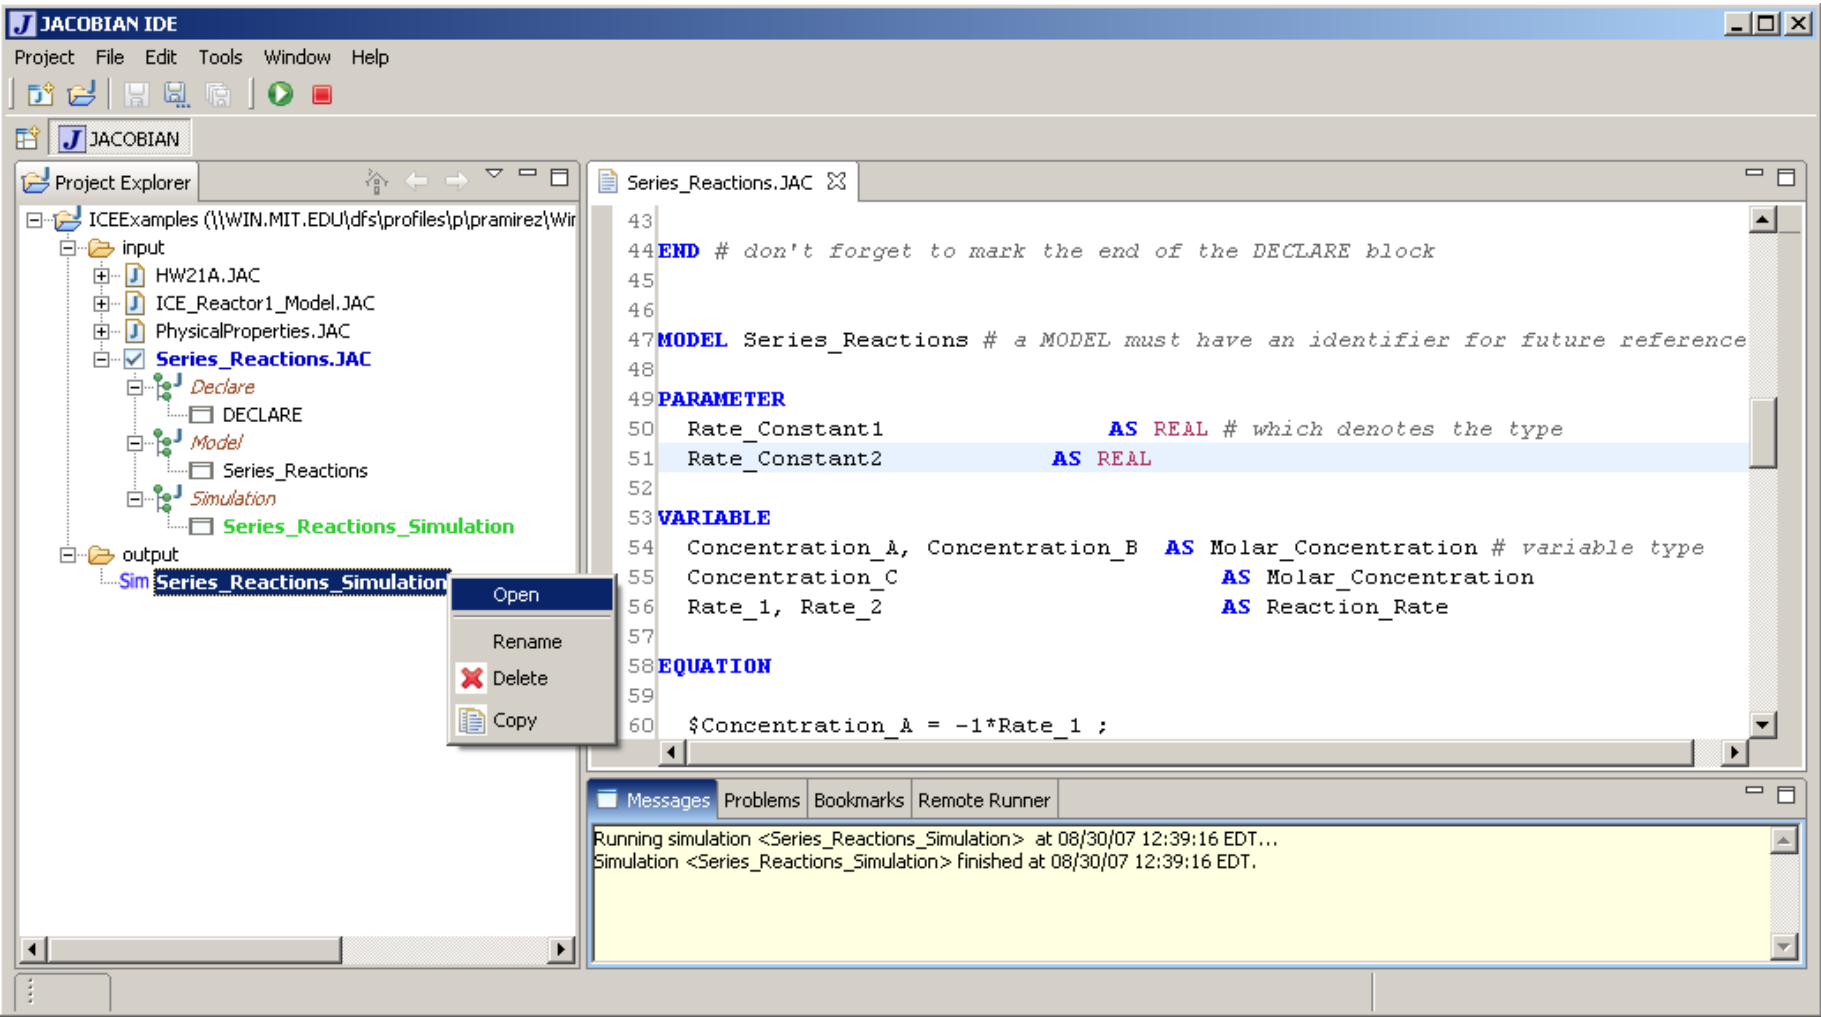 JACOBIAN IDE
Project File Edit Tools Window Help
JACOBIAN
Project Explorer
ICEExamples (\\WIN.MIT.EDU\dfs\profiles\p\pramirez\Wir
input
HW21A.JAC
ICE_Reactor1_Model.JAC
PhysicalProperties.JAC
Series_Reactions.JAC
Declare
DECLARE
Model
Series_Reactions
Simulation
Series_Reactions_Simulation
output
Sim Series_Reactions_Simulation
Open
Rename
Delete
Copy
Series_Reactions.JAC
43
44 END # don't forget to mark the end of the DECLARE block
45
46
47 MODEL Series_Reactions # a MODEL must have an identifier for future reference
48
49 PARAMETER
50 Rate_Constant1 AS REAL # which denotes the type
51 Rate_Constant2 AS REAL
52
53 VARIABLE
54 Concentration_A, Concentration_B AS Molar_Concentration # variable type
55 Concentration_C AS Molar_Concentration
56 Rate_1, Rate_2 AS Reaction_Rate
57
58 EQUATION
59
60 $Concentration_A = -1*Rate_1 ;
Messages Problems Bookmarks Remote Runner
Running simulation <Series_Reactions_Simulation> at 08/30/07 12:39:16 EDT...
Simulation <Series_Reactions_Simulation> finished at 08/30/07 12:39:16 EDT.